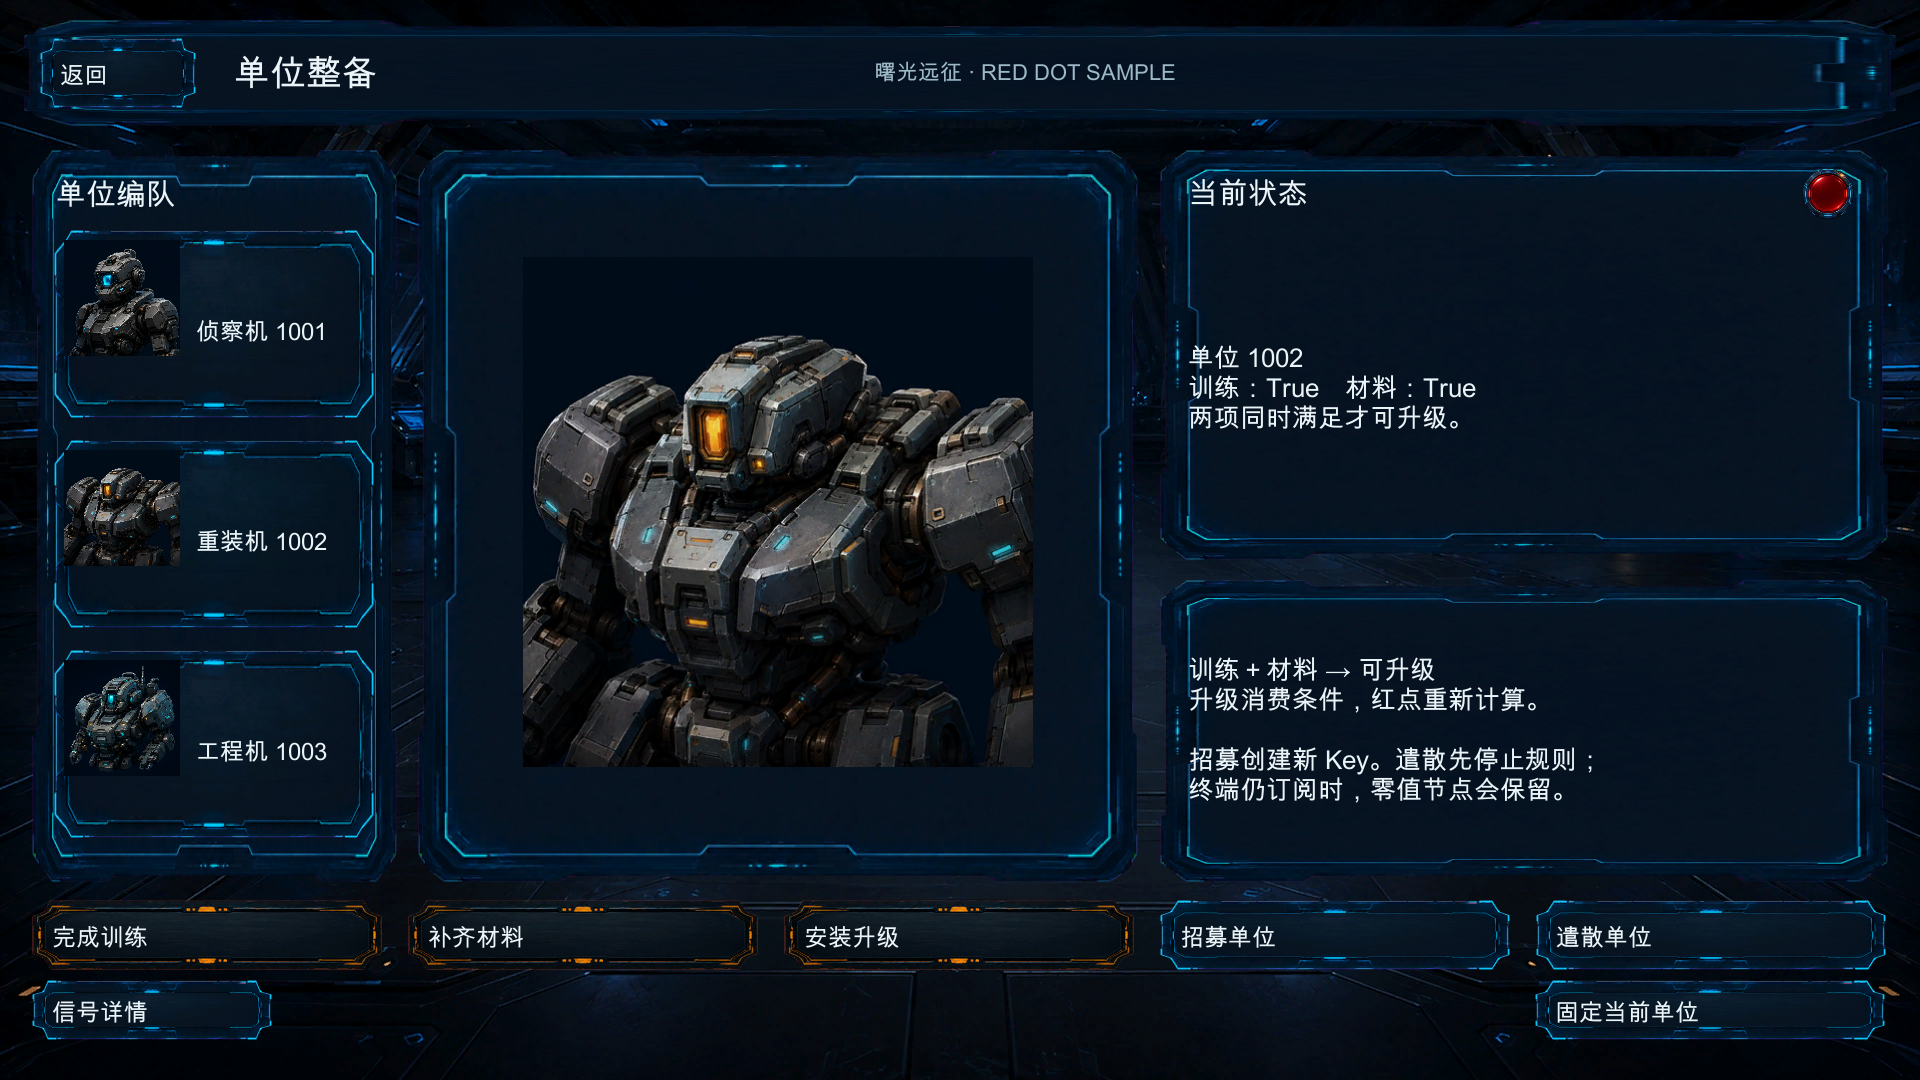 返回
单位整备
曙光远征 · RED DOT SAMPLE
单位编队
侦察机 1001
重装机 1002
工程机 1003
当前状态
单位 1002
训练：True　材料：True
两项同时满足才可升级。
训练 + 材料 → 可升级
升级消费条件，红点重新计算。
招募创建新 Key。遣散先停止规则；
终端仍订阅时，零值节点会保留。
完成训练
补齐材料
安装升级
招募单位
遣散单位
信号详情
固定当前单位